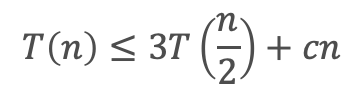 T(n) ≤ 3T(n/2) + cn